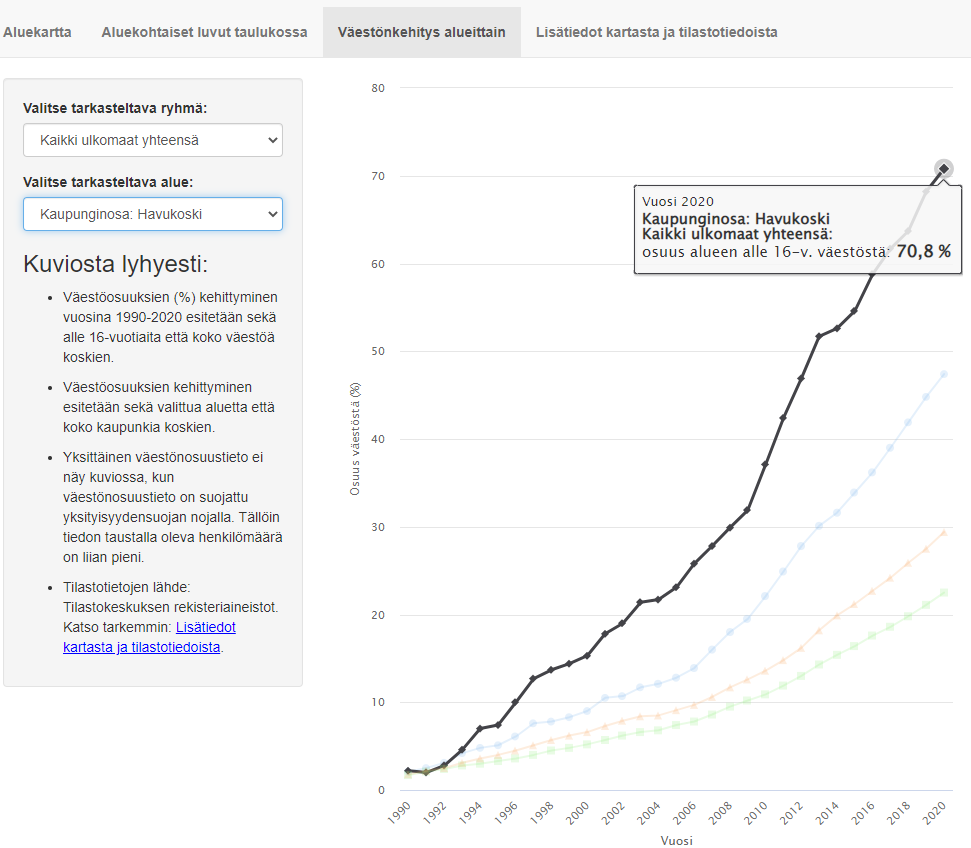 Aluekartta Aluekohtaiset luvut taulukossa Väestönkehitys alueittain Lisätiedot kartasta ja tilastotiedoista
Valitse tarkasteltava ryhmä:
Kaikki ulkomaat yhteensä
Valitse tarkasteltava alue:
Kaupunginosa: Havukoski
Kuviosta lyhyesti:
• Väestöosuuksien (%) kehittyminen
vuosina 1990-2020 esitetään sekä
alle 16-vuotiaita että koko väestöä
koskien.
• Väestöosuuksien kehittyminen
esitetään sekä valittua aluetta että
koko kaupunkia koskien.
• Yksittäinen väestönosuustieto ei
näy kuviossa, kun
väestönosuustieto on suojattu
yksityisyydensuojan nojalla. Tällöin
tiedon taustalla oleva henkilömäärä
on liian pieni.
• Tilastotietojen lähde:
Tilastokeskuksen rekisteriaineistot.
Katso tarkemmin: Lisätiedot
kartasta ja tilastotiedoista.
Osuus väestöstä (%)
80
70
60
50
40
30
20
10
0
Vuosi 2020
Kaupunginosa: Havukoski
Kaikki ulkomaat yhteensä:
osuus alueen alle 16-v. väestöstä: 70,8 %
1990 1992 1994 1996 1998 2000 2002 2004 2006 2008 2010 2012 2014 2016 2018 2020
Vuosi